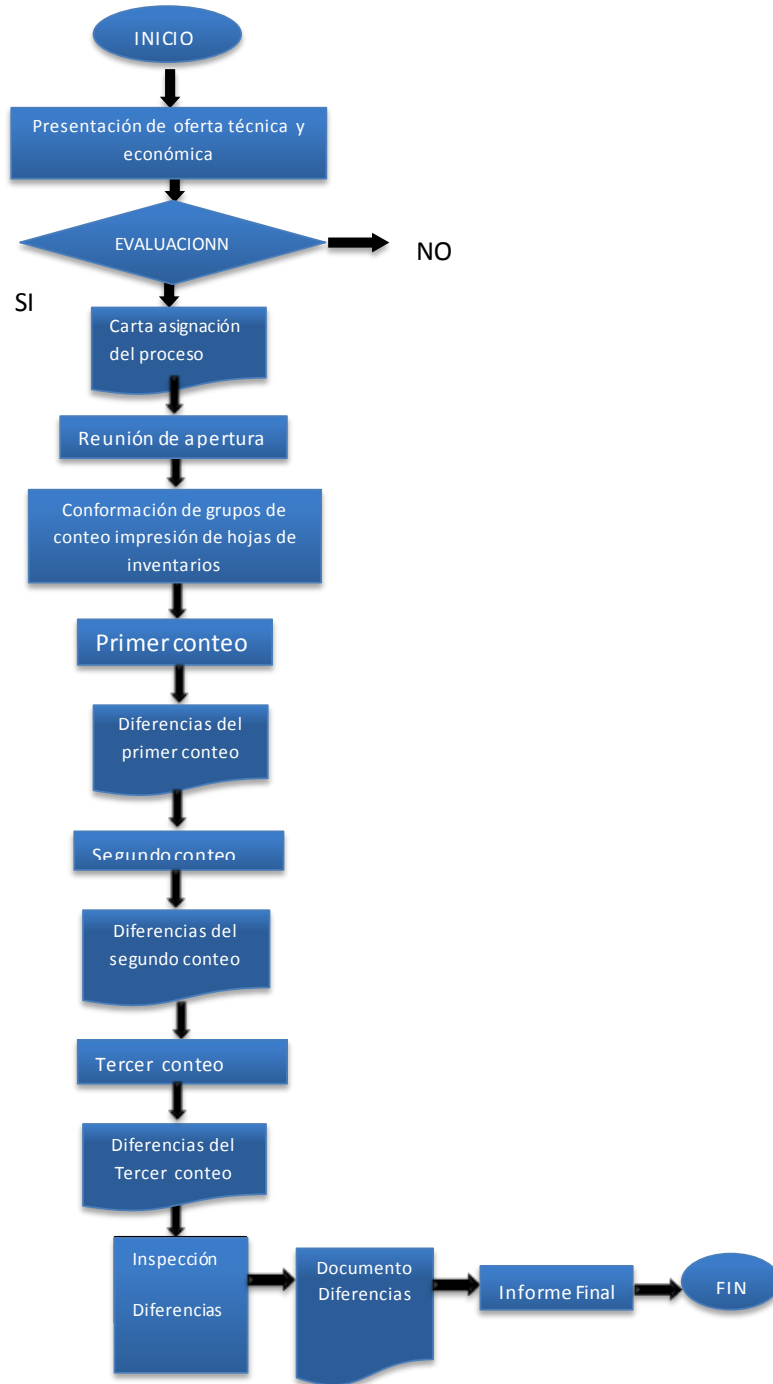 INICIO
Presentación de oferta técnica y
económica
EVALUACIONN
NO
SI
Carta asignación
del proceso
Reunión de apertura
Conformación de grupos de
conteo impresión de hojas de
inventarios
Primer conteo
Diferencias del
primer conteo
Segundo conteo
Diferencias del
segundo conteo
Tercer conteo
Diferencias del
Tercer conteo
Inspección
Diferencias
Documento
Diferencias
Informe Final
FIN